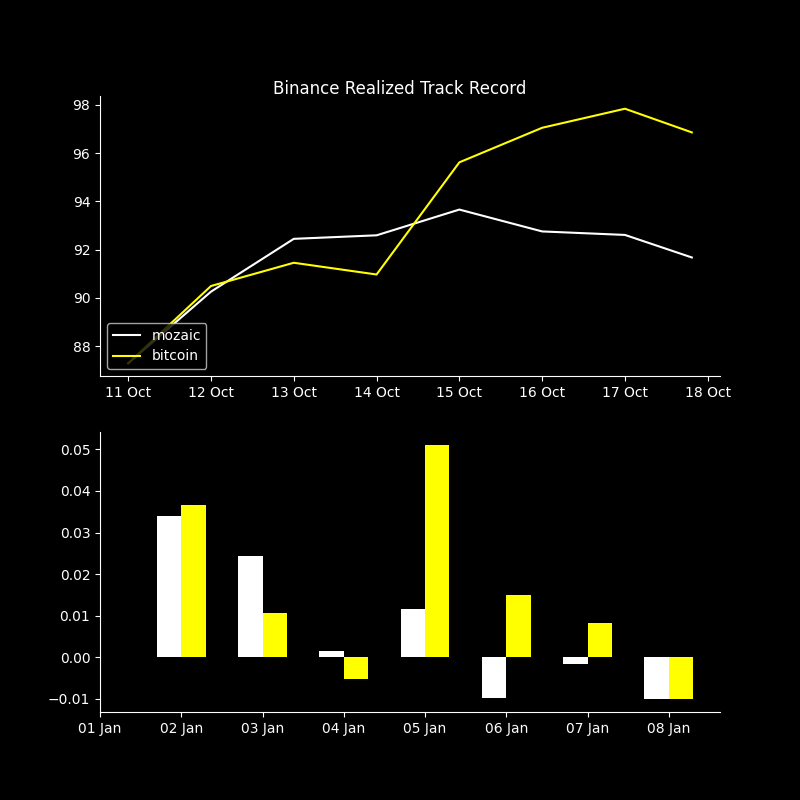 Binance Realized Track Record
98
96
94
92
90
88
mozaic
bitcoin
11 Oct 12 Oct 13 Oct 14 Oct 15 Oct 16 Oct 17 Oct 18 Oct
0.05
0.04
0.03
0.02
0.01
0.00
−0.01
01 Jan 02 Jan 03 Jan 04 Jan 05 Jan 06 Jan 07 Jan 08 Jan